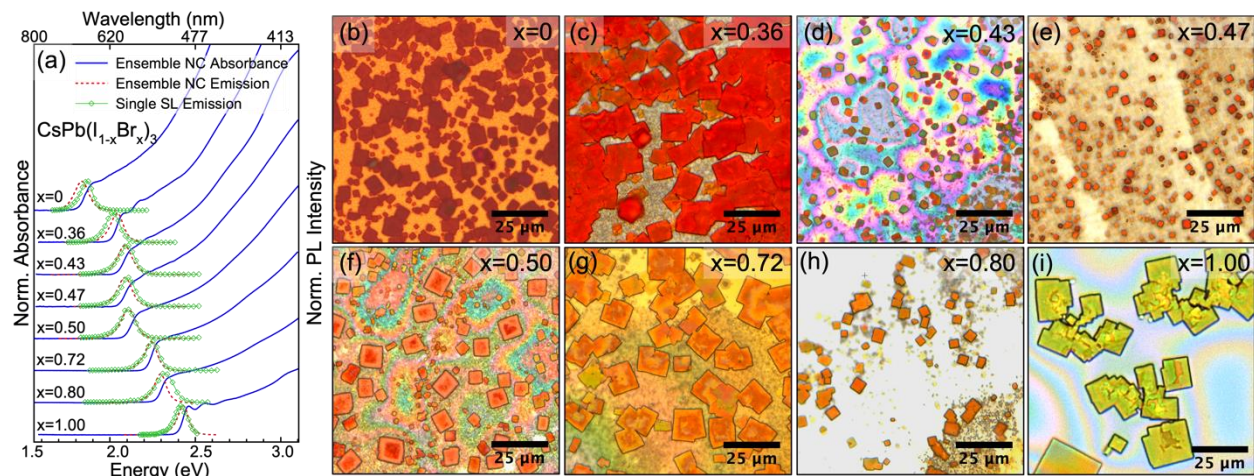 Wavelength (nm)
800 620 477 413
(a)
Ensemble NC Absorbance
Ensemble NC Emission
Single SL Emission
CsPb(I1-xBrx)3
x=0
x=0.36
x=0.43
x=0.47
x=0.50
x=0.72
x=0.80
x=1.00
1.5 2.0 2.5 3.0
Energy (eV)
Norm. Absorbance
Norm. PL Intensity
(b) x=0
25 µm
(c) x=0.36
25 µm
(d) x=0.43
25 µm
(e) x=0.47
25 µm
(f) x=0.50
25 µm
(g) x=0.72
25 µm
(h) x=0.80
25 µm
(i) x=1.00
25 µm